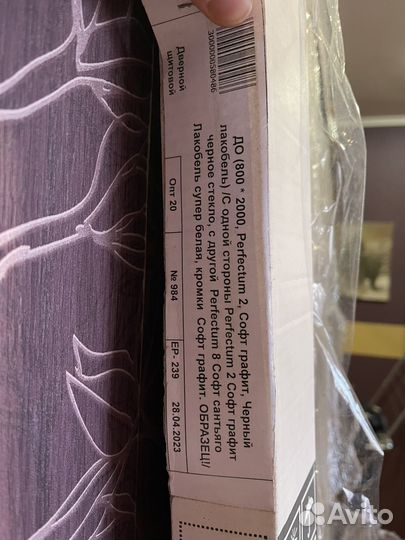 3000000580486
Дверной
щитовой
ДО (800 * 2000, Perfectum 2, Софт графит, Черный
лакобель) /С одной стороны Perfectum 2 Софт графит
черное стекло, с другой Perfectum 8 Софт сантьяго
Лакобель супер белая, кромки Софт графит. ОБРАЗЕЦ!/
Опт 20
№ 984
ЕР- 239
28.04.2023
Avito